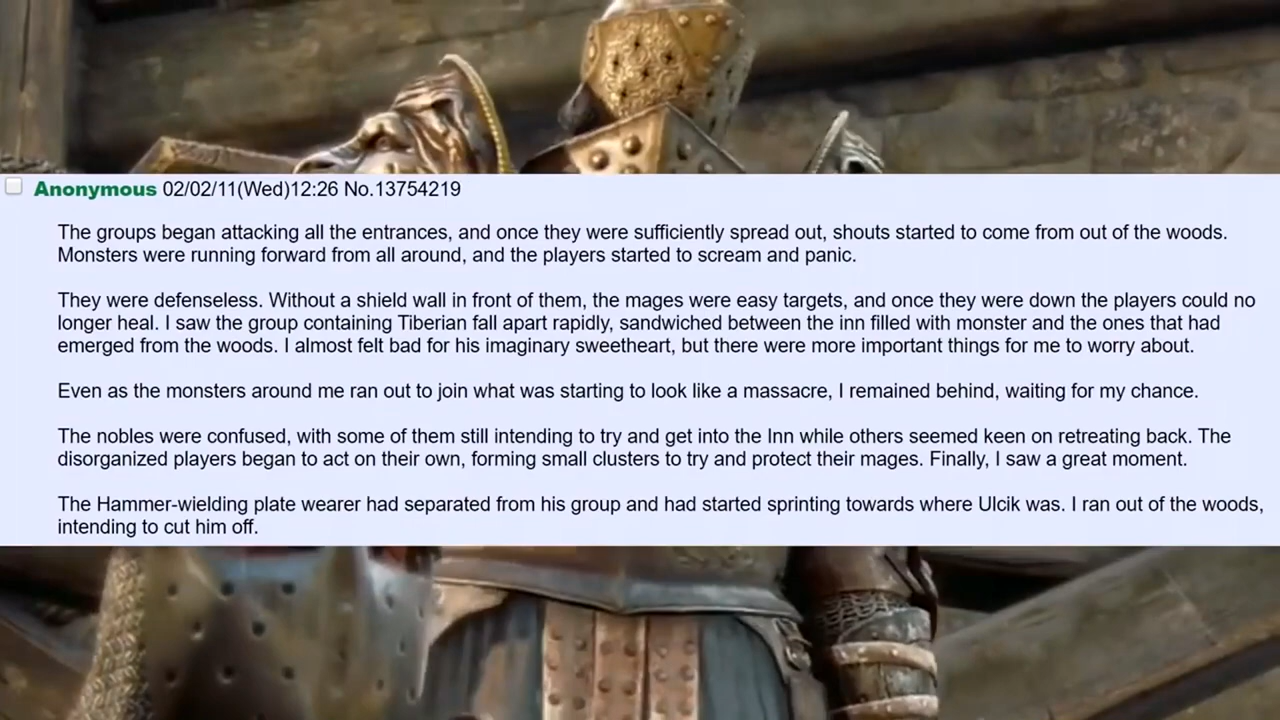 Anonymous 02/02/11(Wed)12:26 No.13754219
The groups began attacking all the entrances, and once they were sufficiently spread out, shouts started to come from out of the woods.
Monsters were running forward from all around, and the players started to scream and panic.
They were defenseless. Without a shield wall in front of them, the mages were easy targets, and once they were down the players could no
longer heal. I saw the group containing Tiberian fall apart rapidly, sandwiched between the inn filled with monster and the ones that had
emerged from the woods. I almost felt bad for his imaginary sweetheart, but there were more important things for me to worry about.
Even as the monsters around me ran out to join what was starting to look like a massacre, I remained behind, waiting for my chance.
The nobles were confused, with some of them still intending to try and get into the Inn while others seemed keen on retreating back. The
disorganized players began to act on their own, forming small clusters to try and protect their mages. Finally, I saw a great moment.
The Hammer-wielding plate wearer had separated from his group and had started sprinting towards where Ulcik was. I ran out of the woods,
intending to cut him off.